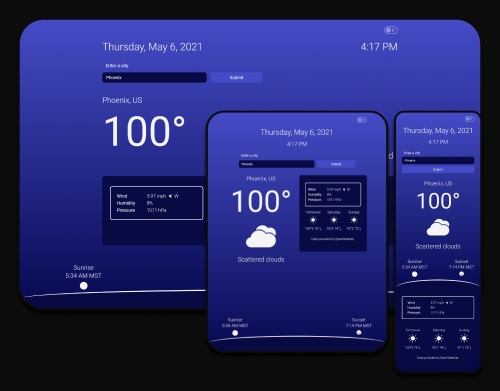 Thursday, May 6, 2021
4:17 PM
Enter a city
Phoenix
Submit
Phoenix, US
100°
Wind 5.97 mph W
Humidity 8%
Pressure 1011 hPa
Sunrise
5:34 AM MST
Thursday, May 6, 2021
4:17 PM
Enter a city
Phoenix
Submit
Phoenix, US
100°
Scattered clouds
Wind 5.97 mph W
Humidity 8%
Pressure 1011 hPa
Tomorrow Saturday Sunday
Data provided by OpenWeather
Sunrise
5:34 AM MST
Sunset
7:14 PM MST
Thursday, May 6, 2021
4:17 PM
Enter a city
Phoenix
Submit
Phoenix, US
100°
Scattered clouds
Sunrise
5:34 AM MST
Sunset
7:14 PM MST
Wind 5.97 mph W
Humidity 8%
Pressure 1011 hPa
Tomorrow Saturday Sunday
Data provided by OpenWeather